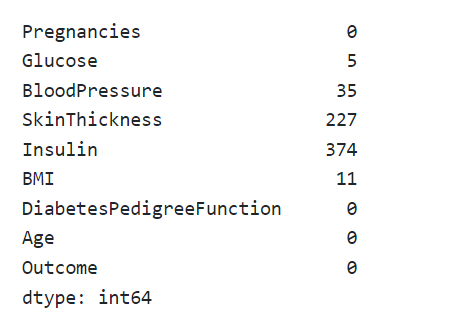 Pregnancies 0
Glucose 5
BloodPressure 35
SkinThickness 227
Insulin 374
BMI 11
DiabetesPedigreeFunction 0
Age 0
Outcome 0
dtype: int64